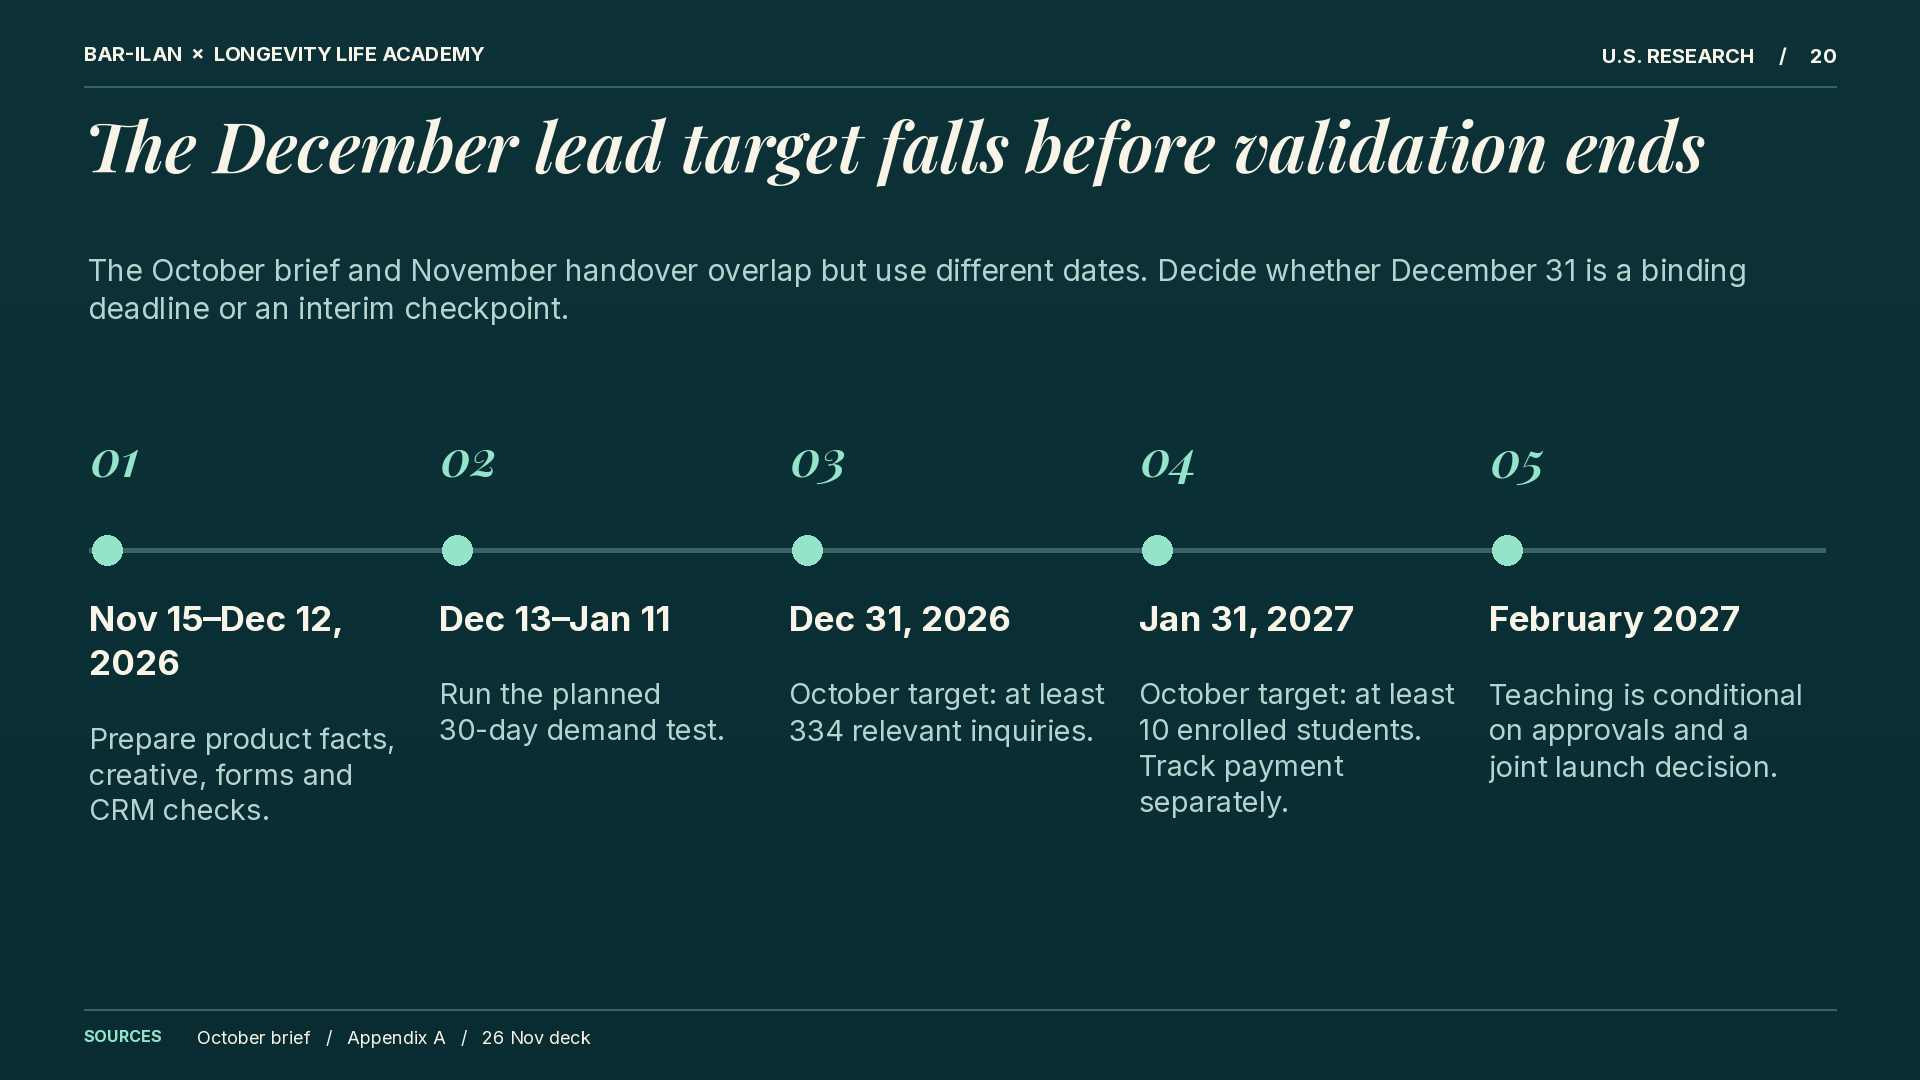 BAR-ILAN × LONGEVITY LIFE ACADEMY
U.S. RESEARCH / 20
The December lead target falls before validation ends
The October brief and November handover overlap but use different dates. Decide whether December 31 is a binding
deadline or an interim checkpoint.
01
02
03
04
05
Nov 15–Dec 12,
2026
Prepare product facts,
creative, forms and
CRM checks.
Dec 13–Jan 11
Run the planned
30-day demand test.
Dec 31, 2026
October target: at least
334 relevant inquiries.
Jan 31, 2027
October target: at least
10 enrolled students.
Track payment
separately.
February 2027
Teaching is conditional
on approvals and a
joint launch decision.
SOURCES October brief / Appendix A / 26 Nov deck